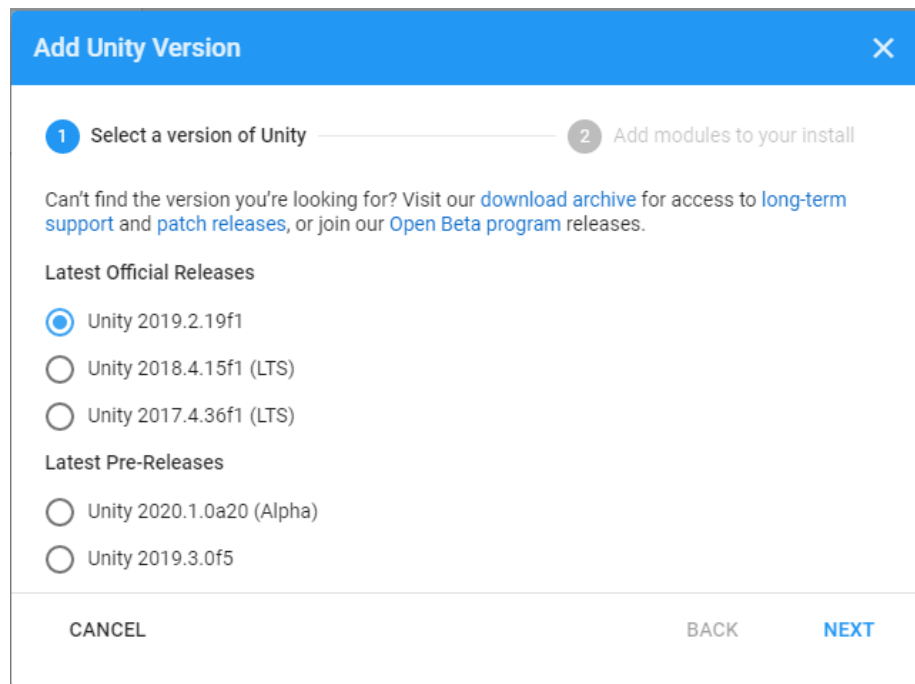 Add Unity Version
1 Select a version of Unity 2 Add modules to your install
Can't find the version you're looking for? Visit our download archive for access to long-term
support and patch releases, or join our Open Beta program releases.
Latest Official Releases
Unity 2019.2.19f1
Unity 2018.4.15f1 (LTS)
Unity 2017.4.36f1 (LTS)
Latest Pre-Releases
Unity 2020.1.0a20 (Alpha)
Unity 2019.3.0f5
CANCEL BACK NEXT